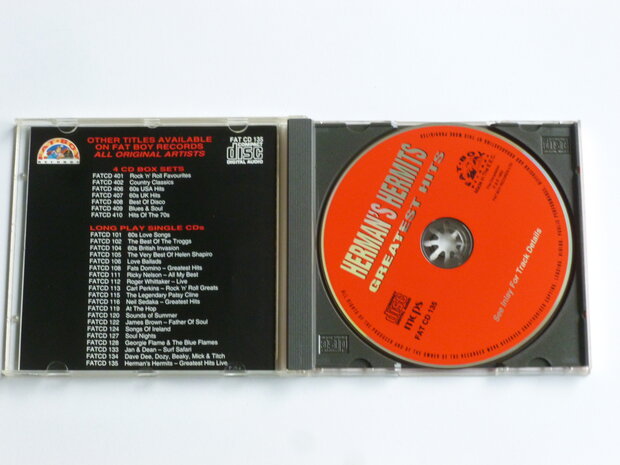 FAT-BOY
RECORDS
OTHER TITLES AVAILABLE
ON FAT BOY RECORDS
ALL ORIGINAL ARTISTS
FAT CD 135
COMPACT
disc
DIGITAL AUDIO
4 CD BOX SETS
FATCD 401 Rock 'n' Roll Favourites
FATCD 402 Country Classics
FATCD 406 60s USA Hits
FATCD 407 60s UK Hits
FATCD 408 Best Of Disco
FATCD 409 Blues & Soul
FATCD 410 Hits Of The 70s
LONG PLAY SINGLE CDs
FATCD 101 60s Love Songs
FATCD 102 The Best Of The Troggs
FATCD 104 60s British Invasion
FATCD 105 The Very Best Of Helen Shapiro
FATCD 106 Love Ballads
FATCD 108 Fats Domino – Greatest Hits
FATCD 111 Ricky Nelson – All My Best
FATCD 112 Roger Whittaker – Live
FATCD 113 Carl Perkins – Rock 'n' Roll Greats
FATCD 115 The Legendary Patsy Cline
FATCD 116 Neil Sedaka – Greatest Hits
FATCD 119 At The Hop
FATCD 120 Sounds of Summer
FATCD 122 James Brown – Father Of Soul
FATCD 124 Songs Of Ireland
FATCD 127 Soul Nights
FATCD 128 Georgie Flame & The Blue Flames
FATCD 133 Jan & Dean – Surf Safari
FATCD 134 Dave Dee, Dozy, Beaky, Mick & Titch
FATCD 135 Herman's Hermits – Greatest Hits Live
HERMAN'S HERMITS
GREATEST HITS
See Inlay For Track Details
disc
mcps
FAT CD 135